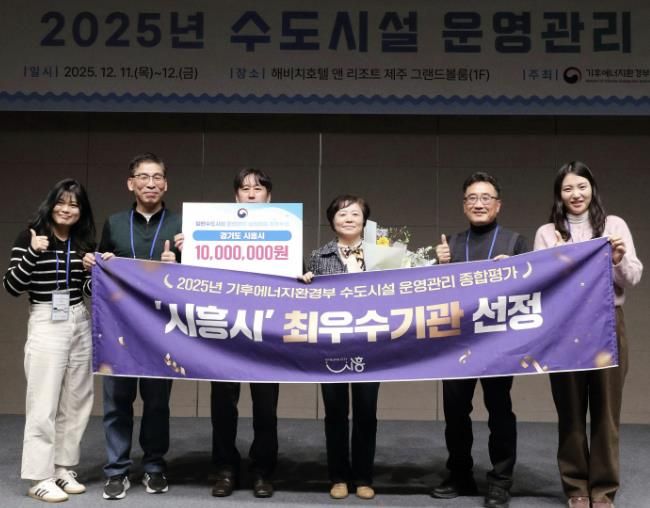 2025년 수도시설 운영관리
| 일시 | 2025. 12. 11.(목)~12.(금) | 장소 | 해비치호텔 앤 리조트 제주 그랜드볼룸(1F) | 주최 | 기후에너지환경부
경기도 시흥시
10,000,000원
2025년 기후에너지환경부 수도시설 운영관리 종합평가
'시흥시' 최우수기관 선정
시흥